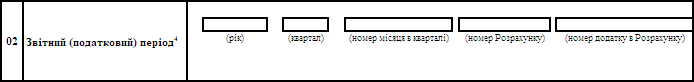 02 Звітний (податковий) період⁴
(рік) (квартал) (номер місяця в кварталі) (номер Розрахунку) (номер додатку в Розрахунку)